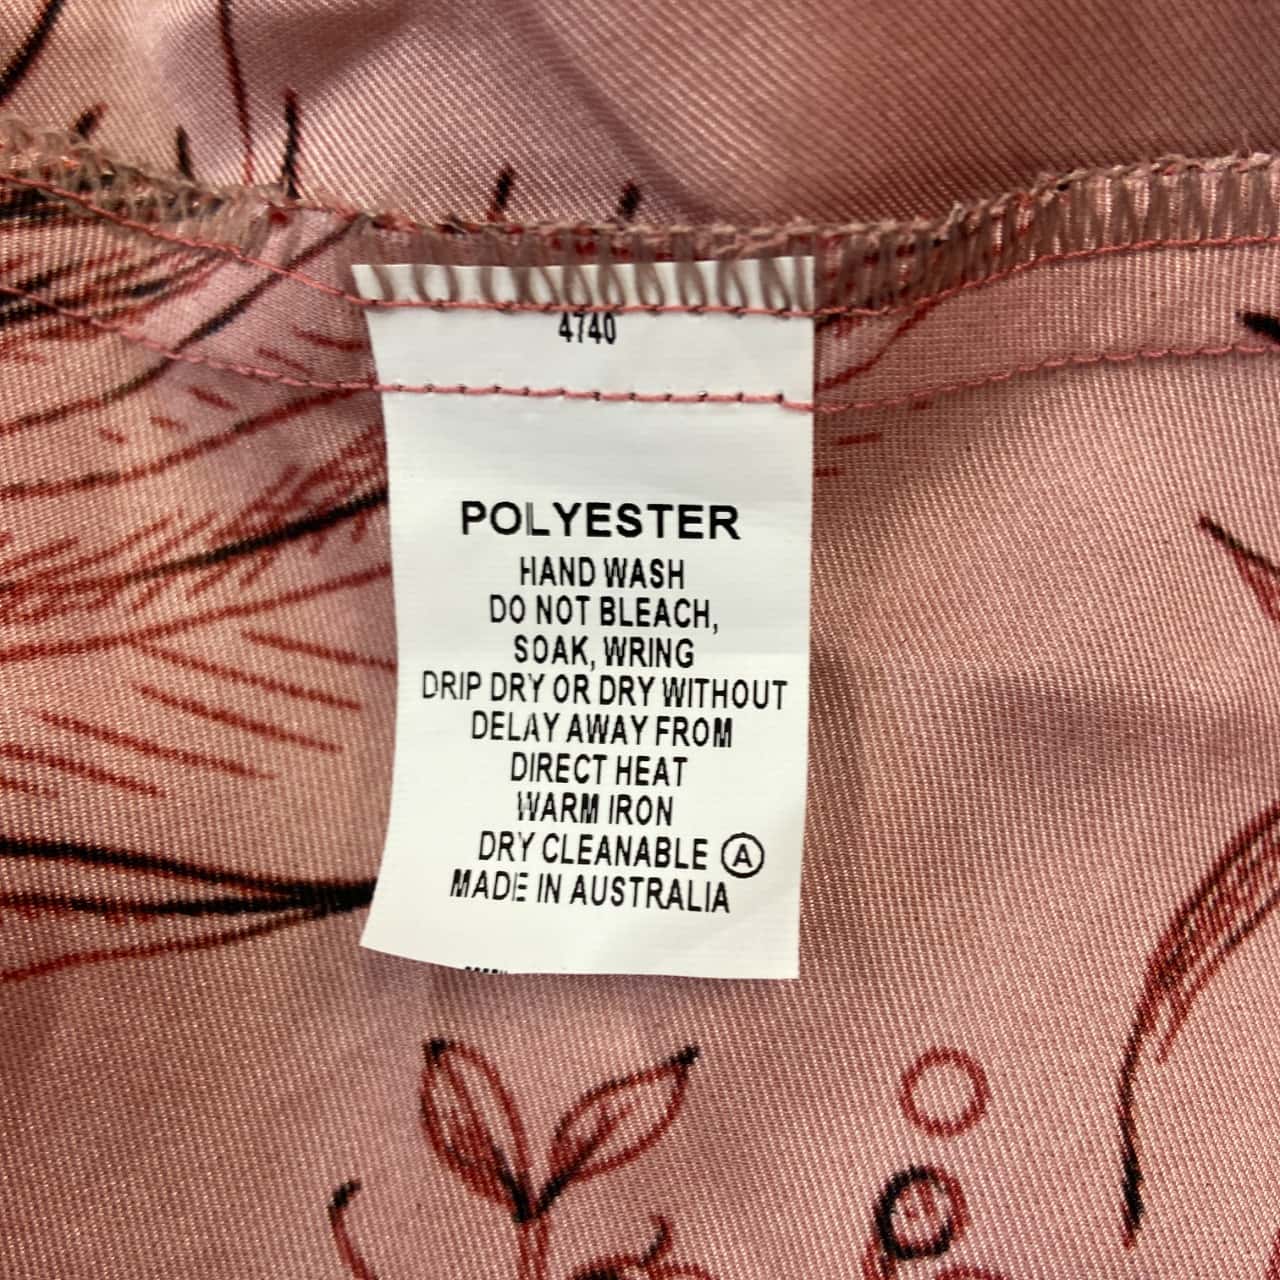 4740
POLYESTER
HAND WASH
DO NOT BLEACH,
SOAK, WRING
DRIP DRY OR DRY WITHOUT
DELAY AWAY FROM
DIRECT HEAT
WARM IRON
DRY CLEANABLE Ⓐ
MADE IN AUSTRALIA